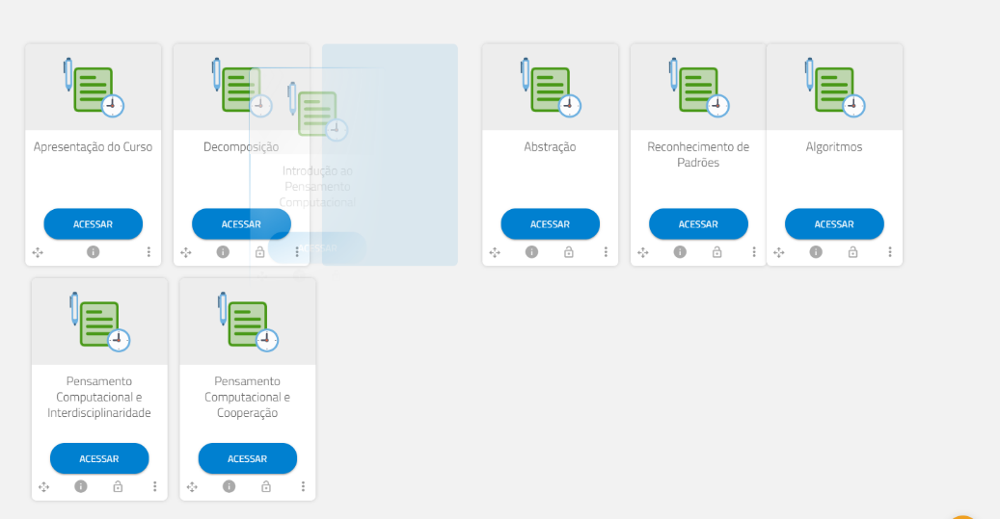 Apresentação do Curso
Decomposição
Introdução ao
Pensamento
Computacional
Abstração
Reconhecimento de
Padrões
Algoritmos
ACESSAR
ACESSAR
ACESSAR
ACESSAR
ACESSAR
ACESSAR
Pensamento
Computacional e
Interdisciplinaridade
Pensamento
Computacional e
Cooperação
ACESSAR
ACESSAR